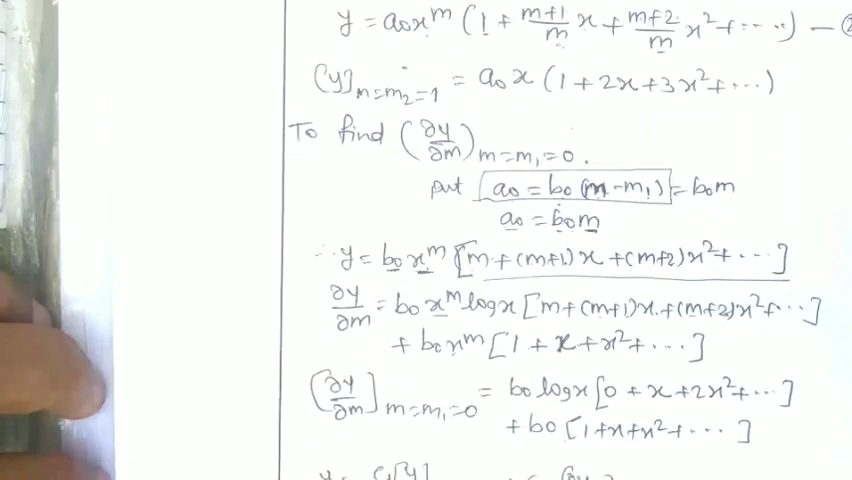 y = a₀x^m (1 + (m+1)/m x + (m+2)/m x² + ....) — ②
[y]_{m=m₂=1} = a₀x (1 + 2x + 3x² + ...)
To find (∂y/∂m)_{m=m₁=0}.
put a₀ = b₀(m - m₁) = b₀m
a₀ = b₀m
∴ y = b₀x^m [m + (m+1)x + (m+2)x² + ...]
∂y/∂m = b₀x^m logx [m + (m+1)x + (m+2)x² + ...]
+ b₀x^m [1 + x + x² + ...]
(∂y/∂m]_{m=m₁=0} = b₀ logx [0 + x + 2x² + ...]
+ b₀ [1 + x + x² + ...]